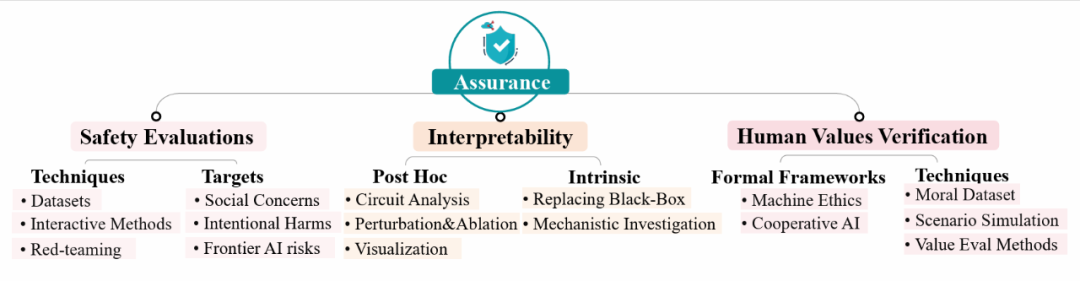 Assurance
Safety Evaluations
Techniques
• Datasets
• Interactive Methods
• Red-teaming
Targets
• Social Concerns
• Intentional Harms
• Frontier AI risks
Interpretability
Post Hoc
• Circuit Analysis
• Perturbation&Ablation
• Visualization
Intrinsic
• Replacing Black-Box
• Mechanistic Investigation
Human Values Verification
Formal Frameworks
• Machine Ethics
• Cooperative AI
Techniques
• Moral Dataset
• Scenario Simulation
• Value Eval Methods